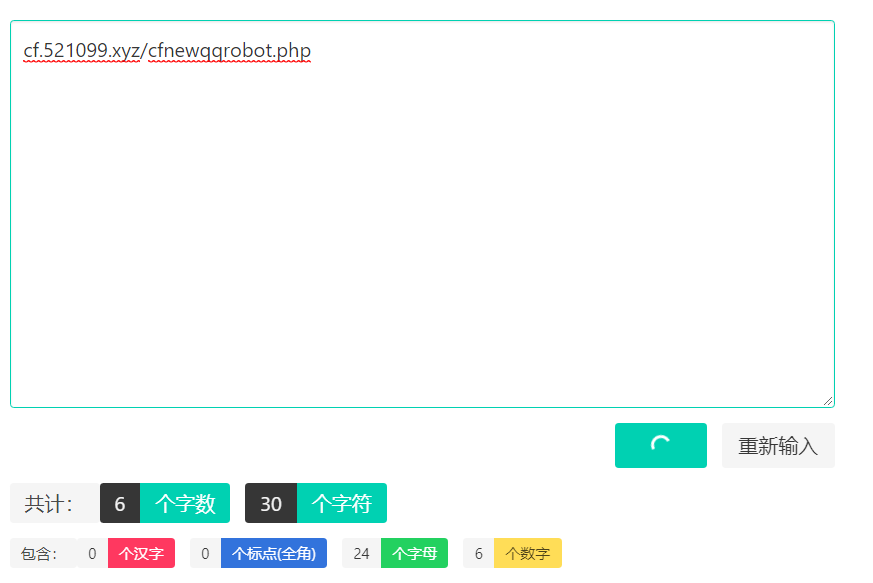 cf.521099.xyz/cfnewqqrobot.php
重新输入
共计： 6 个字数 30 个字符
包含： 0 个汉字 0 个标点(全角) 24 个字母 6 个数字